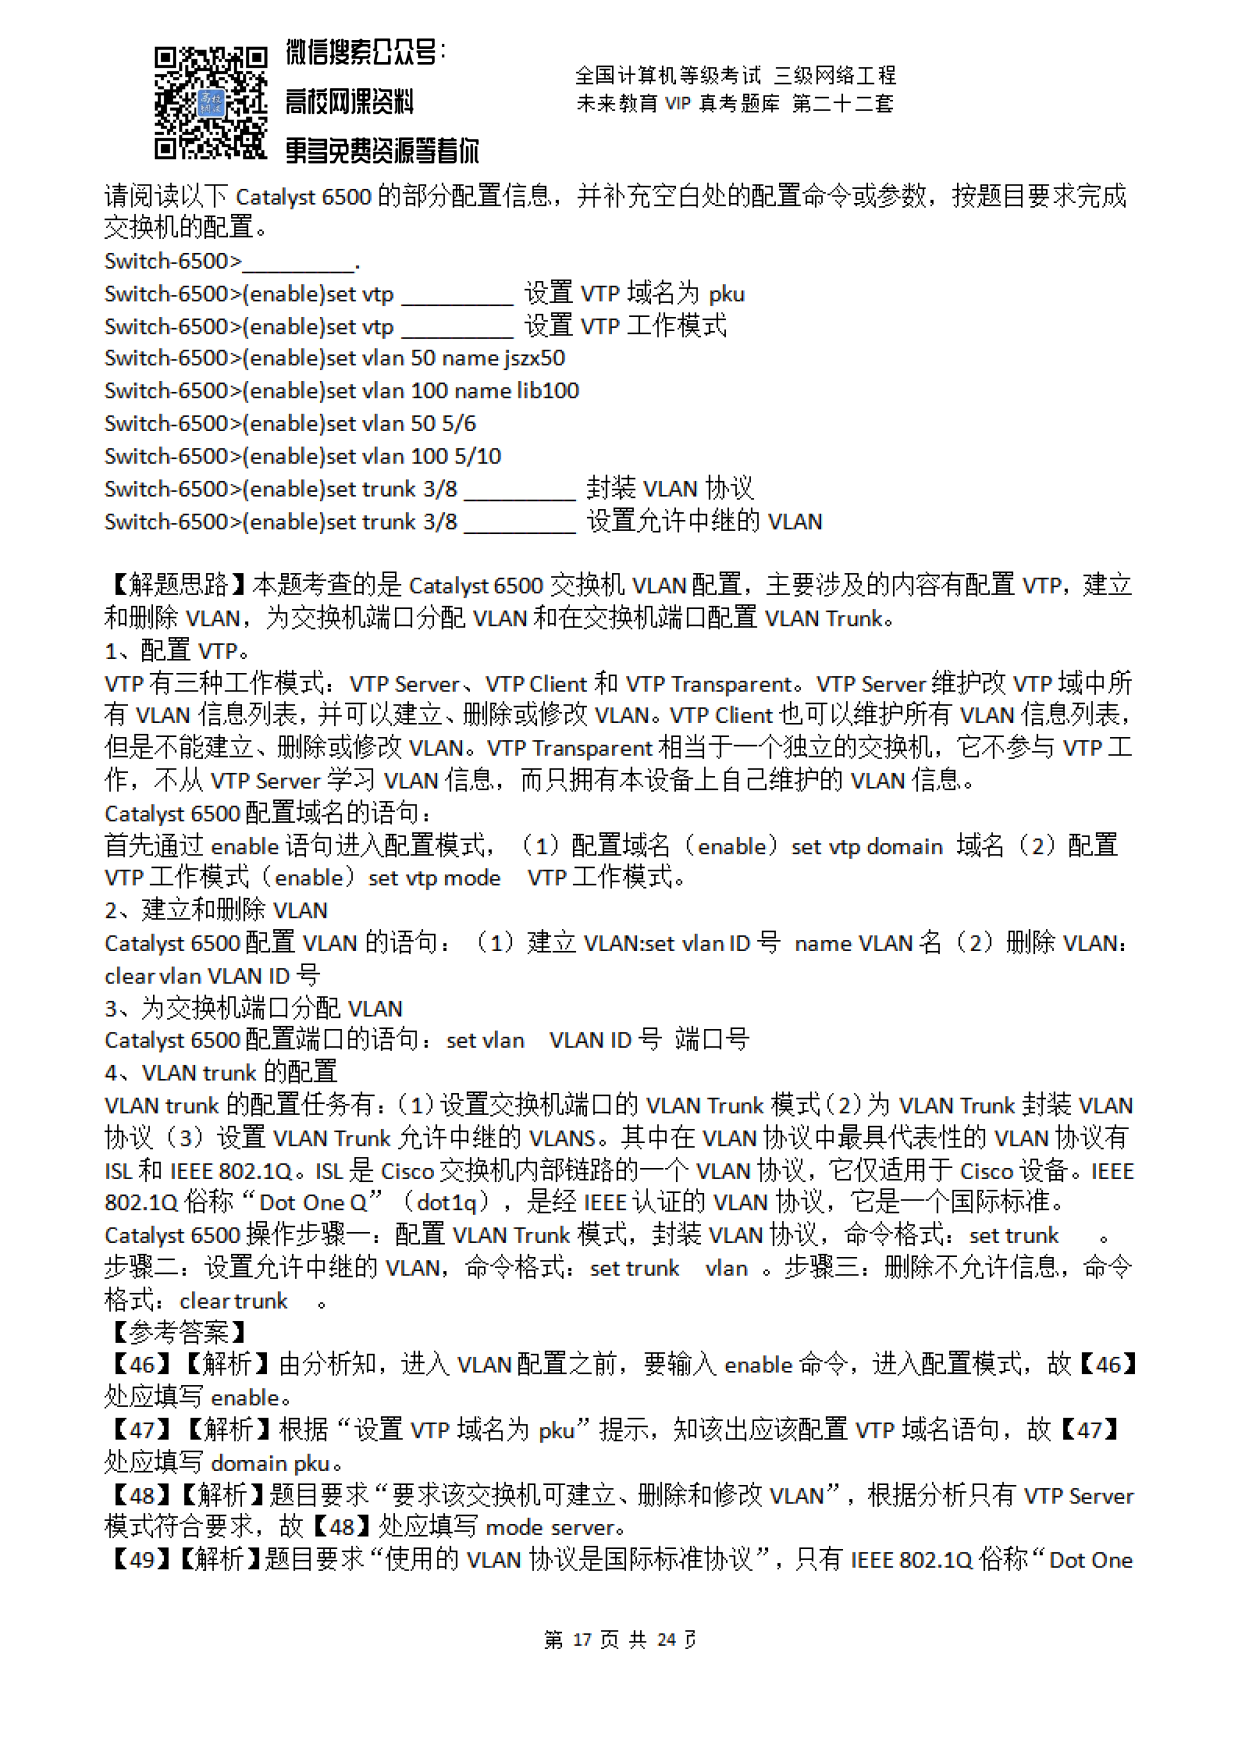 微信搜索公众号：
高校网课资料
更多免费资源等着你
全国计算机等级考试 三级网络工程
未来教育 VIP 真考题库 第二十二套
请阅读以下 Catalyst 6500 的部分配置信息，并补充空白处的配置命令或参数，按题目要求完成
交换机的配置。
Switch-6500>_________.
Switch-6500>(enable)set vtp _________ 设置 VTP 域名为 pku
Switch-6500>(enable)set vtp _________ 设置 VTP 工作模式
Switch-6500>(enable)set vlan 50 name jszx50
Switch-6500>(enable)set vlan 100 name lib100
Switch-6500>(enable)set vlan 50 5/6
Switch-6500>(enable)set vlan 100 5/10
Switch-6500>(enable)set trunk 3/8 _________ 封装 VLAN 协议
Switch-6500>(enable)set trunk 3/8 _________ 设置允许中继的 VLAN
【解题思路】本题考查的是 Catalyst 6500 交换机 VLAN 配置，主要涉及的内容有配置 VTP，建立
和删除 VLAN，为交换机端口分配 VLAN 和在交换机端口配置 VLAN Trunk。
1、配置 VTP。
VTP 有三种工作模式：VTP Server、VTP Client 和 VTP Transparent。VTP Server 维护改 VTP 域中所
有 VLAN 信息列表，并可以建立、删除或修改 VLAN。VTP Client 也可以维护所有 VLAN 信息列表，
但是不能建立、删除或修改 VLAN。VTP Transparent 相当于一个独立的交换机，它不参与 VTP 工
作，不从 VTP Server 学习 VLAN 信息，而只拥有本设备上自己维护的 VLAN 信息。
Catalyst 6500 配置域名的语句：
首先通过 enable 语句进入配置模式，（1）配置域名（enable）set vtp domain 域名（2）配置
VTP 工作模式（enable）set vtp mode VTP 工作模式。
2、建立和删除 VLAN
Catalyst 6500 配置 VLAN 的语句：（1）建立 VLAN:set vlan ID 号 name VLAN 名（2）删除 VLAN：
clear vlan VLAN ID 号
3、为交换机端口分配 VLAN
Catalyst 6500 配置端口的语句：set vlan VLAN ID 号 端口号
4、VLAN trunk 的配置
VLAN trunk 的配置任务有：（1）设置交换机端口的 VLAN Trunk 模式（2）为 VLAN Trunk 封装 VLAN
协议（3）设置 VLAN Trunk 允许中继的 VLANS。其中在 VLAN 协议中最具代表性的 VLAN 协议有
ISL 和 IEEE 802.1Q。ISL 是 Cisco 交换机内部链路的一个 VLAN 协议，它仅适用于 Cisco 设备。IEEE
802.1Q 俗称“Dot One Q”（dot1q），是经 IEEE 认证的 VLAN 协议，它是一个国际标准。
Catalyst 6500 操作步骤一：配置 VLAN Trunk 模式，封装 VLAN 协议，命令格式：set trunk 。
步骤二：设置允许中继的 VLAN，命令格式：set trunk vlan 。步骤三：删除不允许信息，命令
格式：clear trunk 。
【参考答案】
【46】【解析】由分析知，进入 VLAN 配置之前，要输入 enable 命令，进入配置模式，故【46】
处应填写 enable。
【47】【解析】根据“设置 VTP 域名为 pku”提示，知该出应该配置 VTP 域名语句，故【47】
处应填写 domain pku。
【48】【解析】题目要求“要求该交换机可建立、删除和修改 VLAN”，根据分析只有 VTP Server
模式符合要求，故【48】处应填写 mode server。
【49】【解析】题目要求“使用的 VLAN 协议是国际标准协议”，只有 IEEE 802.1Q 俗称“Dot One
第 17 页 共 24 页